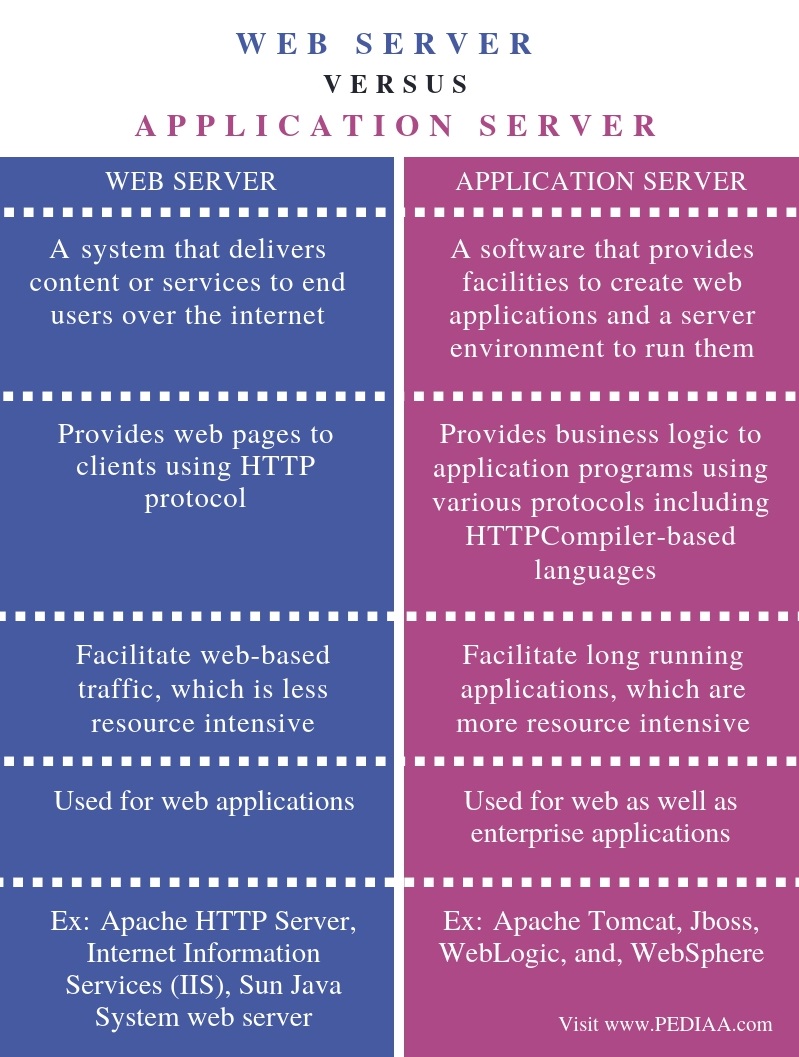 WEB SERVER
VERSUS
APPLICATION SERVER
WEB SERVER
A system that delivers
content or services to end
users over the internet
Provides web pages to
clients using HTTP
protocol
Facilitate web-based
traffic, which is less
resource intensive
Used for web applications
Ex: Apache HTTP Server,
Internet Information
Services (IIS), Sun Java
System web server
APPLICATION SERVER
A software that provides
facilities to create web
applications and a server
environment to run them
Provides business logic to
application programs using
various protocols including
HTTPCompiler-based
languages
Facilitate long running
applications, which are
more resource intensive
Used for web as well as
enterprise applications
Ex: Apache Tomcat, Jboss,
WebLogic, and, WebSphere
Visit www.PEDIAA.com